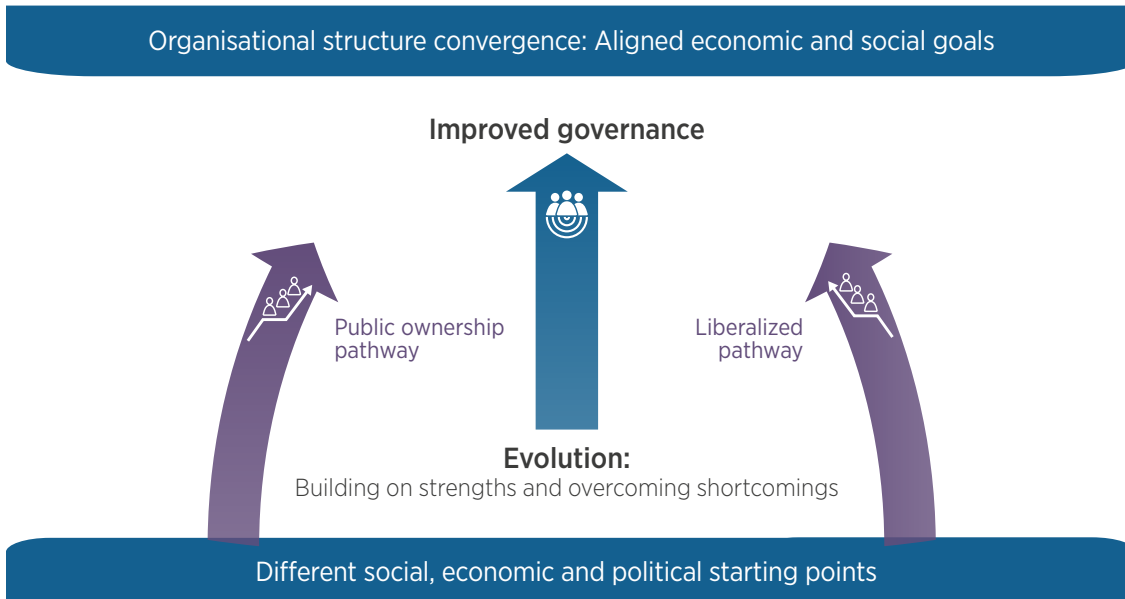 Organisational structure convergence: Aligned economic and social goals
Improved governance
Public ownership
pathway
Liberalized
pathway
Evolution:
Building on strengths and overcoming shortcomings
Different social, economic and political starting points